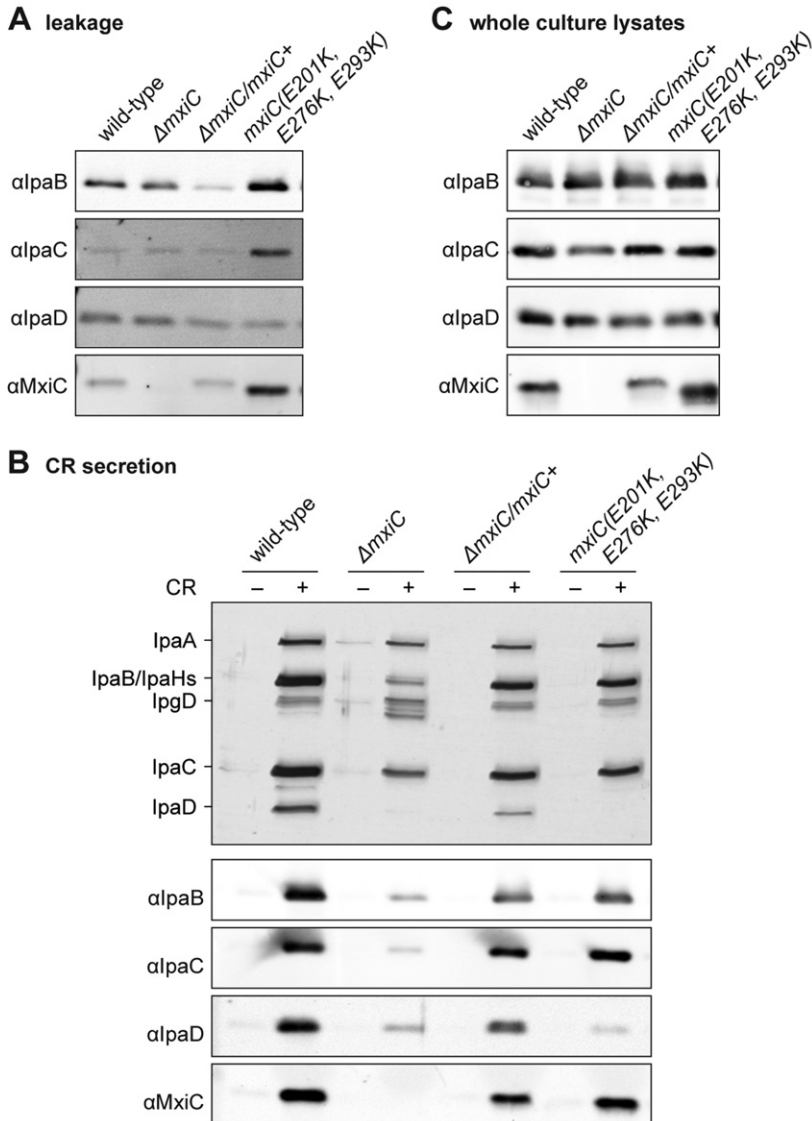 A leakage
wild-type
ΔmxiC
ΔmxiC/mxiC+
mxiC(E201K,
E276K, E293K)
αIpaB
αIpaC
αIpaD
αMxiC
C whole culture lysates
wild-type
ΔmxiC
ΔmxiC/mxiC+
mxiC(E201K,
E276K, E293K)
αIpaB
αIpaC
αIpaD
αMxiC
B CR secretion
wild-type
ΔmxiC
ΔmxiC/mxiC+
mxiC(E201K,
E276K, E293K)
CR – + – + – + – +
IpaA
IpaB/IpaHs
IpgD
IpaC
IpaD
αIpaB
αIpaC
αIpaD
αMxiC